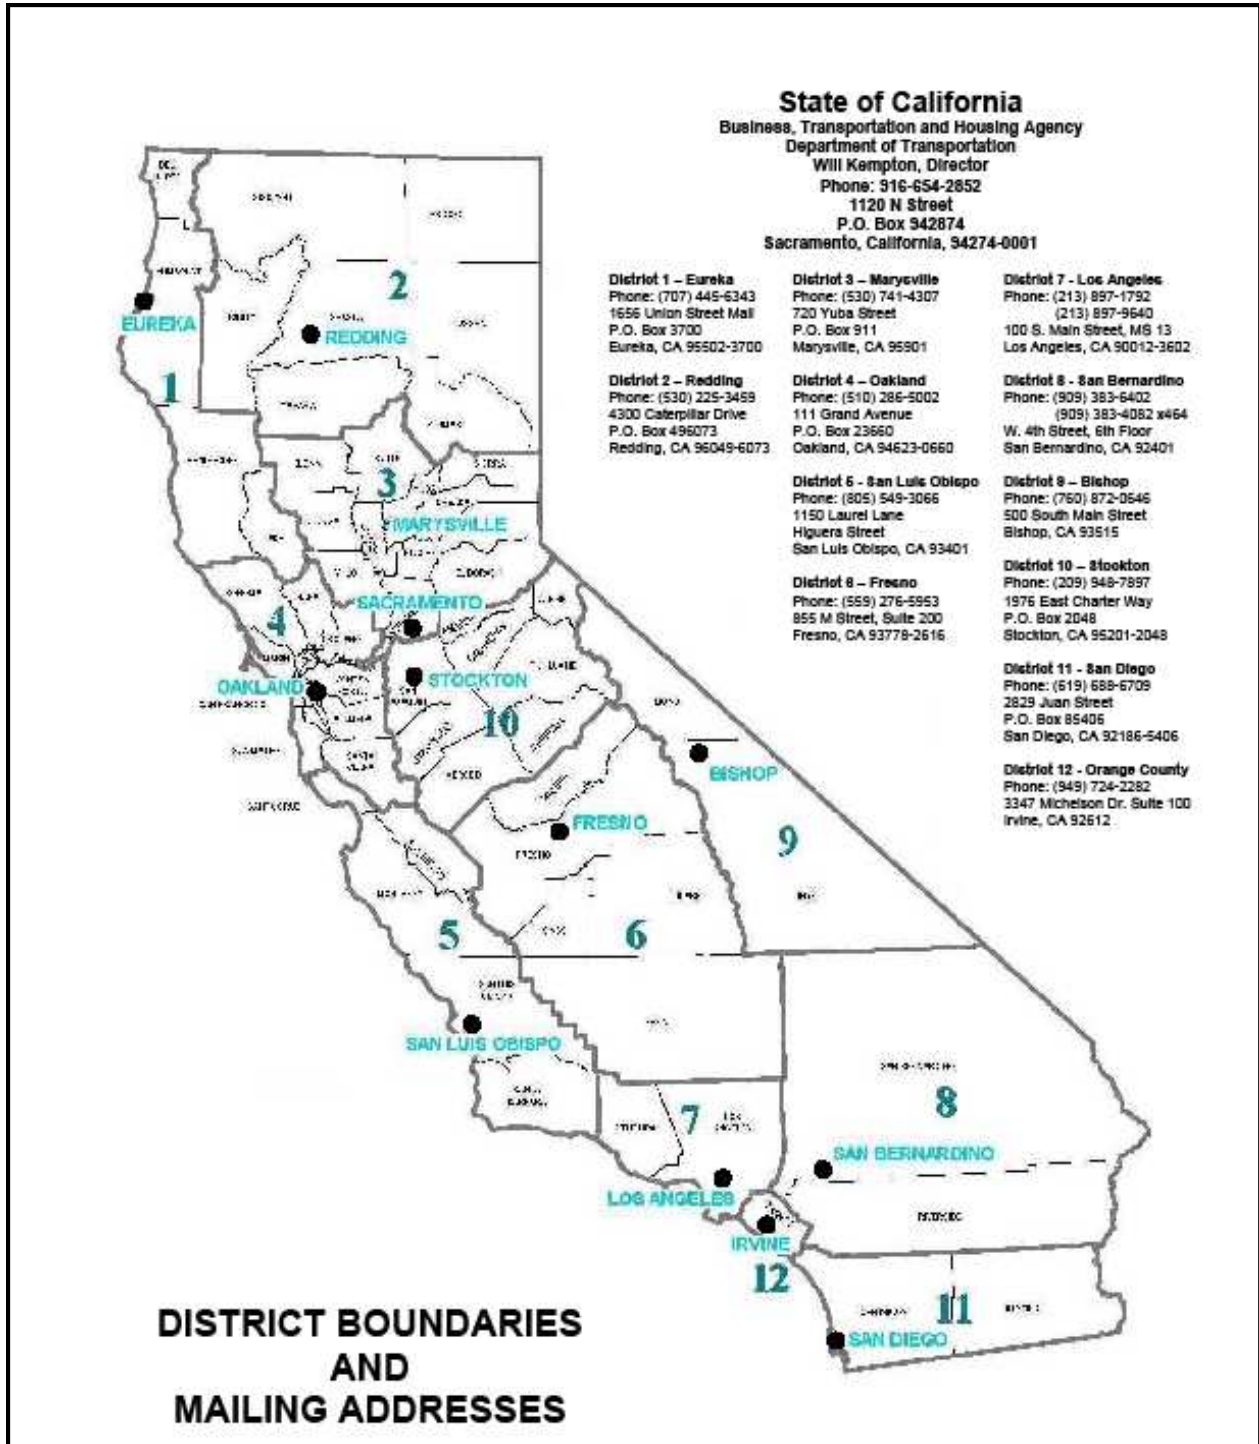 State of California
Business, Transportation and Housing Agency
Department of Transportation
Will Kempton, Director
Phone: 916-654-2852
1120 N Street
P.O. Box 942874
Sacramento, California, 94274-0001
District 1 – Eureka
Phone: (707) 445-6343
1656 Union Street Mall
P.O. Box 3700
Eureka, CA 95502-3700
District 2 – Redding
Phone: (530) 225-3459
4300 Caterpillar Drive
P.O. Box 496073
Redding, CA 96049-6073
District 3 – Marysville
Phone: (530) 741-4307
720 Yuba Street
P.O. Box 911
Marysville, CA 95901
District 4 – Oakland
Phone: (510) 286-5002
111 Grand Avenue
P.O. Box 23660
Oakland, CA 94623-0660
District 5 - San Luis Obispo
Phone: (805) 549-3066
1150 Laurel Lane
Higuera Street
San Luis Obispo, CA 93401
District 6 – Fresno
Phone: (559) 276-5953
855 M Street, Suite 200
Fresno, CA 93778-2616
District 7 - Los Angeles
Phone: (213) 897-1792
(213) 897-9640
100 S. Main Street, MS 13
Los Angeles, CA 90012-3602
District 8 - San Bernardino
Phone: (909) 383-6402
(909) 383-4082 x464
W. 4th Street, 6th Floor
San Bernardino, CA 92401
District 9 – Bishop
Phone: (760) 872-0646
500 South Main Street
Bishop, CA 93515
District 10 – Stockton
Phone: (209) 948-7897
1976 East Charter Way
P.O. Box 2048
Stockton, CA 95201-2048
District 11 - San Diego
Phone: (619) 688-6709
2829 Juan Street
P.O. Box 85406
San Diego, CA 92186-5406
District 12 - Orange County
Phone: (949) 724-2282
3347 Michelson Dr. Suite 100
Irvine, CA 92612
2
EUREKA
REDDING
1
3
MARYSVILLE
SACRAMENTO
4
STOCKTON
OAKLAND
10
MONO
MERCED
BISHOP
FRESNO
9
FRESNO
5
6
SAN LUIS OBISPO
8
7
LOS ANGELES
SAN BERNARDINO
LOS ANGELES
RIVERSIDE
IRVINE
12
11
SAN DIEGO
DISTRICT BOUNDARIES
AND
MAILING ADDRESSES